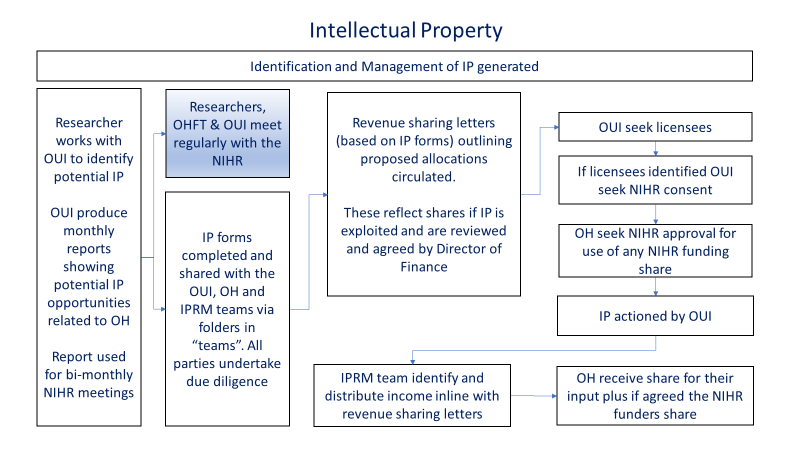 Intellectual Property
Identification and Management of IP generated
Researcher
works with
OUI to identify
potential IP
OUI produce
monthly
reports
showing
potential IP
opportunities
related to OH
Report used
for bi-monthly
NIHR meetings
Researchers,
OHFT & OUI meet
regularly with the
NIHR
IP forms
completed and
shared with the
OUI, OH and
IPRM teams via
folders in
“teams”. All
parties undertake
due diligence
Revenue sharing letters
(based on IP forms) outlining
proposed allocations
circulated.
These reflect shares if IP is
exploited and are reviewed
and agreed by Director of
Finance
OUI seek licensees
If licensees identified OUI
seek NIHR consent
OH seek NIHR approval for
use of any NIHR funding
share
IP actioned by OUI
IPRM team identify and
distribute income inline with
revenue sharing letters
OH receive share for their
input plus if agreed the NIHR
funders share